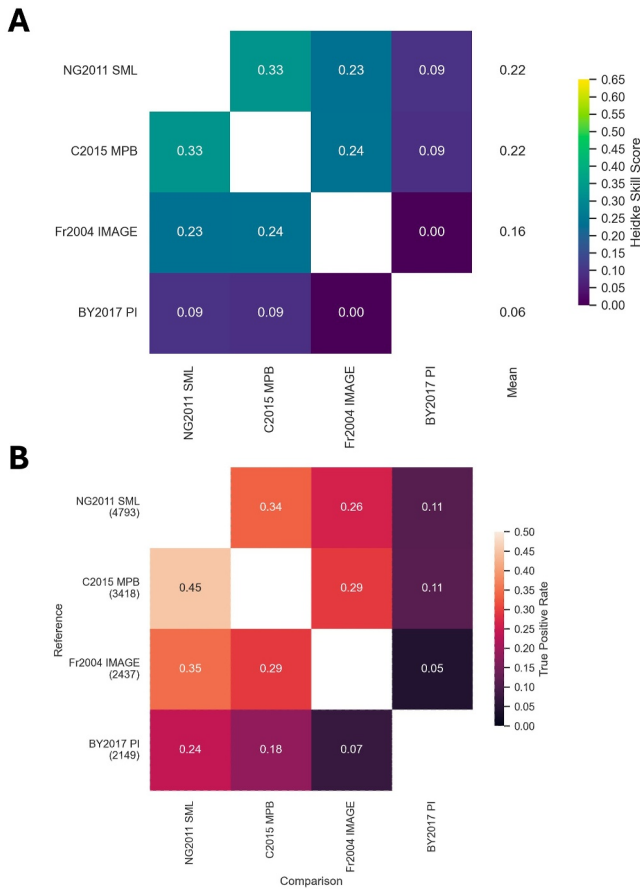 A
NG2011 SML 0.33 0.23 0.09 0.22
C2015 MPB 0.33 0.24 0.09 0.22
Fr2004 IMAGE 0.23 0.24 0.00 0.16
BY2017 PI 0.09 0.09 0.00 0.06
NG2011 SML
C2015 MPB
Fr2004 IMAGE
BY2017 PI
Mean
0.65
0.60
0.55
0.50
0.45
0.40
0.35
0.30
0.25
0.20
0.15
0.10
0.05
0.00
Heidke Skill Score
B
Reference
NG2011 SML
(4793)
0.34 0.26 0.11
C2015 MPB
(3418)
0.45 0.29 0.11
Fr2004 IMAGE
(2437)
0.35 0.29 0.05
BY2017 PI
(2149)
0.24 0.18 0.07
NG2011 SML
C2015 MPB
Fr2004 IMAGE
BY2017 PI
Comparison
0.50
0.45
0.40
0.35
0.30
0.25
0.20
0.15
0.10
0.05
0.00
True Positive Rate